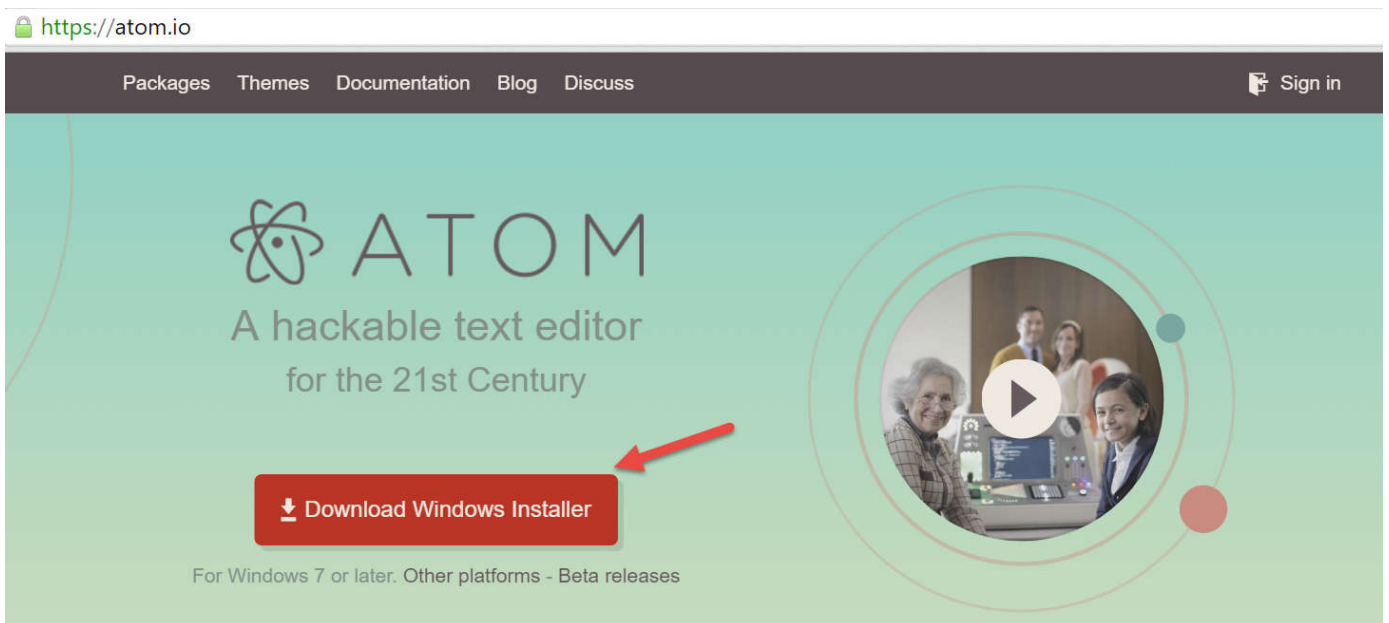 https://atom.io
Packages Themes Documentation Blog Discuss Sign in
ATOM
A hackable text editor
for the 21st Century
Download Windows Installer
For Windows 7 or later. Other platforms - Beta releases